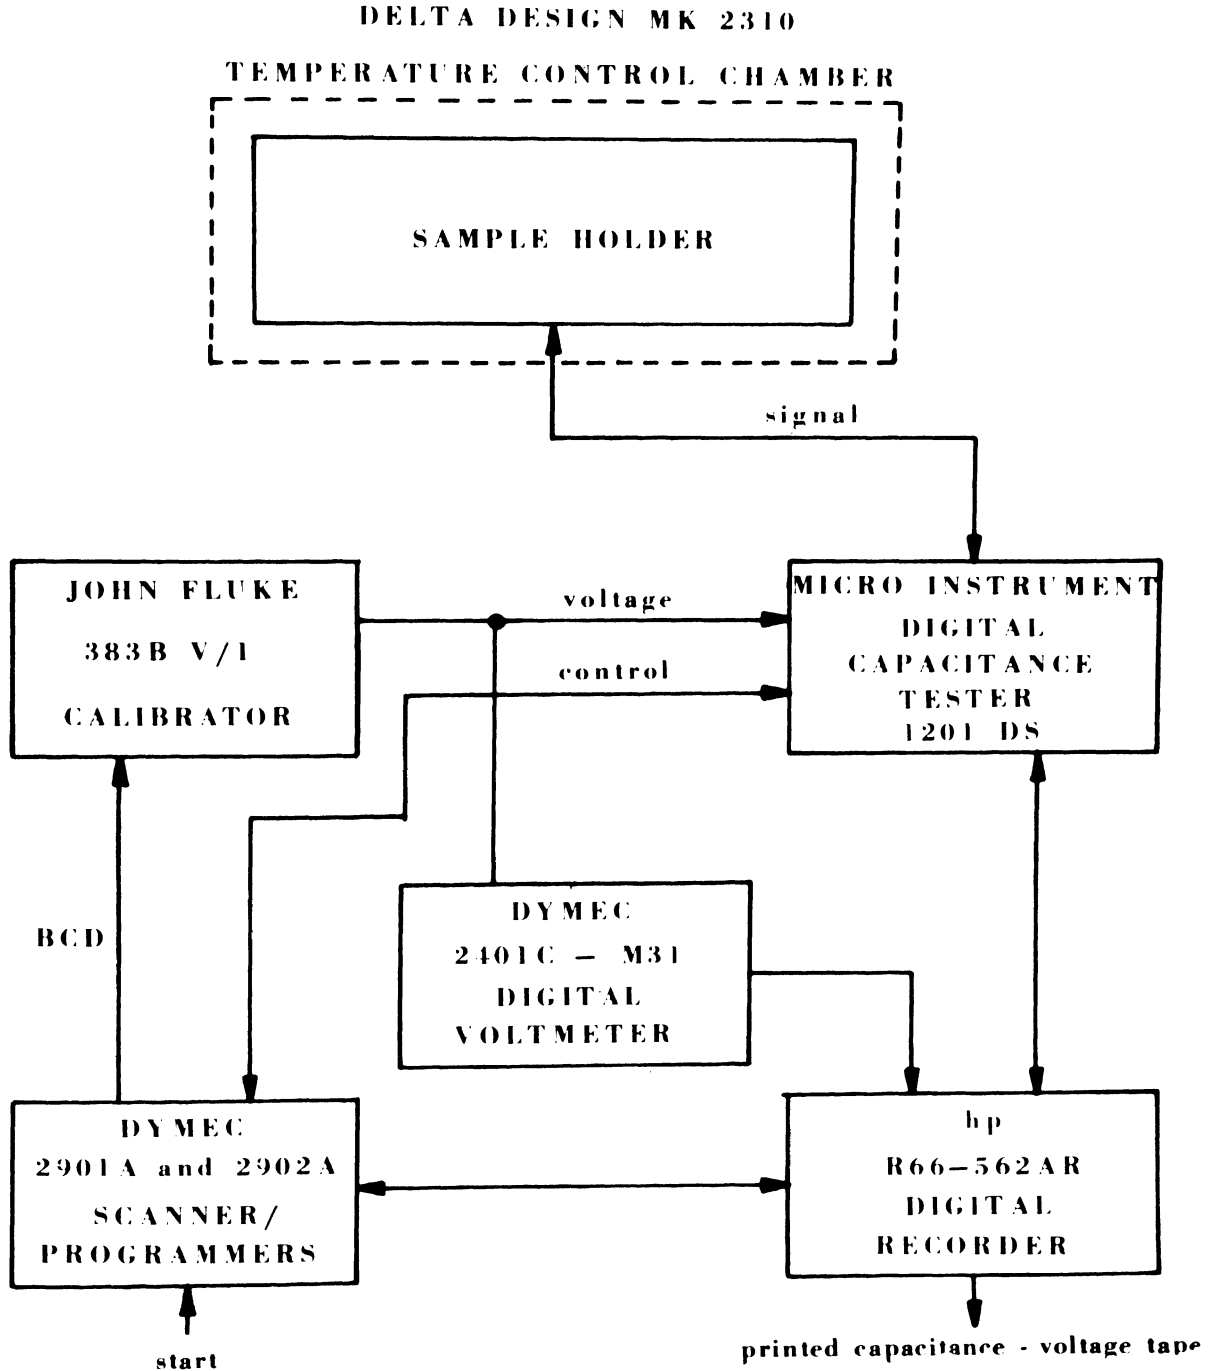 DELTA DESIGN MK 2310
TEMPERATURE CONTROL CHAMBER
SAMPLE HOLDER
signal
JOHN FLUKE
383B V/I
CALIBRATOR
voltage
control
MICRO INSTRUMENT
DIGITAL
CAPACITANCE
TESTER
1201 DS
BCD
DYMEC
2401C — M31
DIGITAL
VOLTMETER
DYMEC
2901A and 2902A
SCANNER/
PROGRAMMERS
hp
R66—562AR
DIGITAL
RECORDER
start
printed capacitance - voltage tape